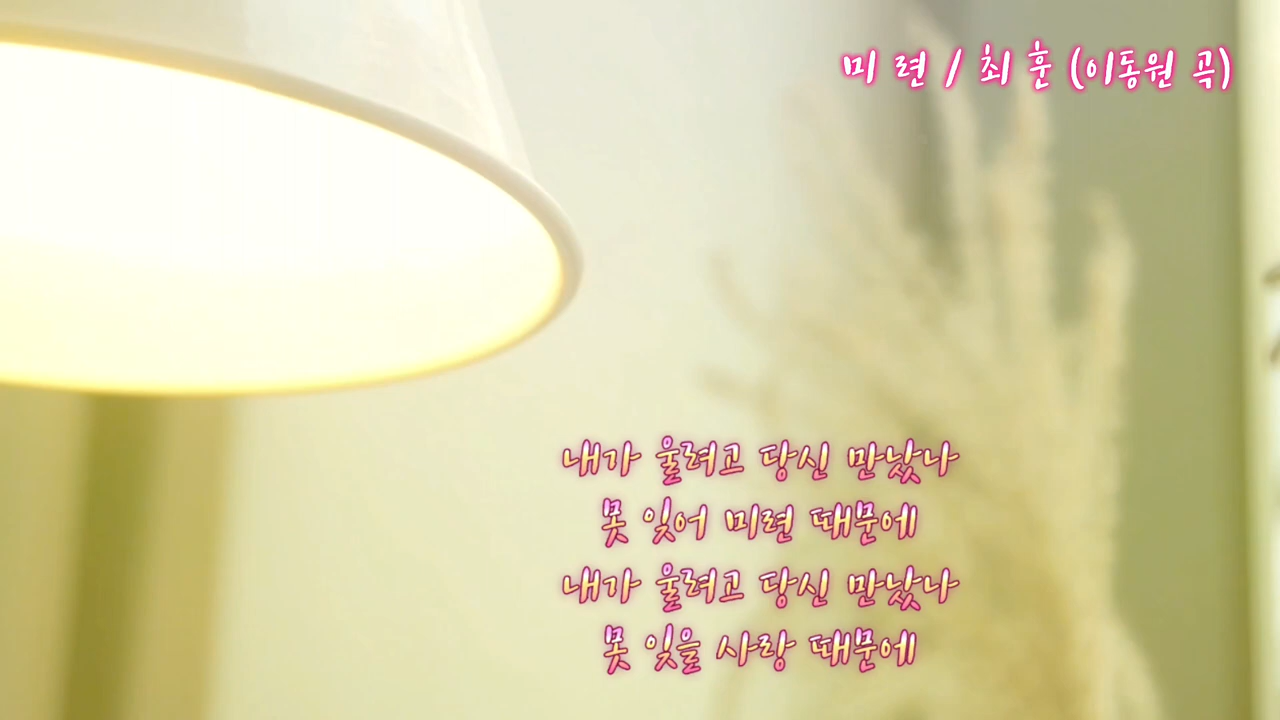 미 련 / 최 훈 (이동원 곡)
내가 울려고 당신 만났나
못 잊어 미련 때문에
내가 울려고 당신 만났나
못 잊을 사랑 때문에